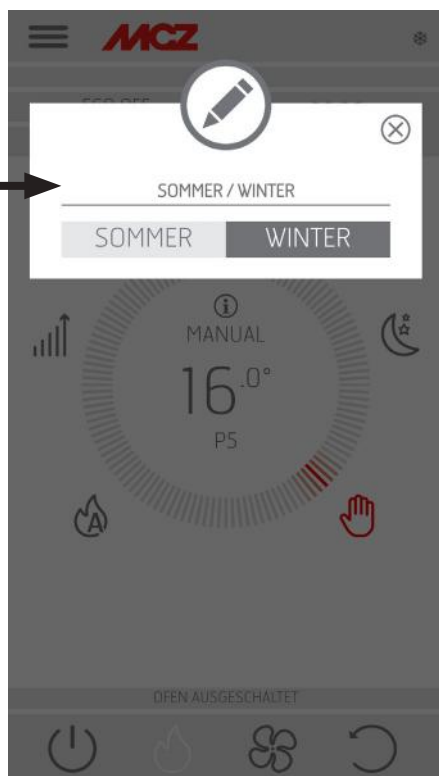 MCZ
SOMMER / WINTER
SOMMER WINTER
MANUAL
16.0°
P5
A
OFEN AUSGESCHALTET